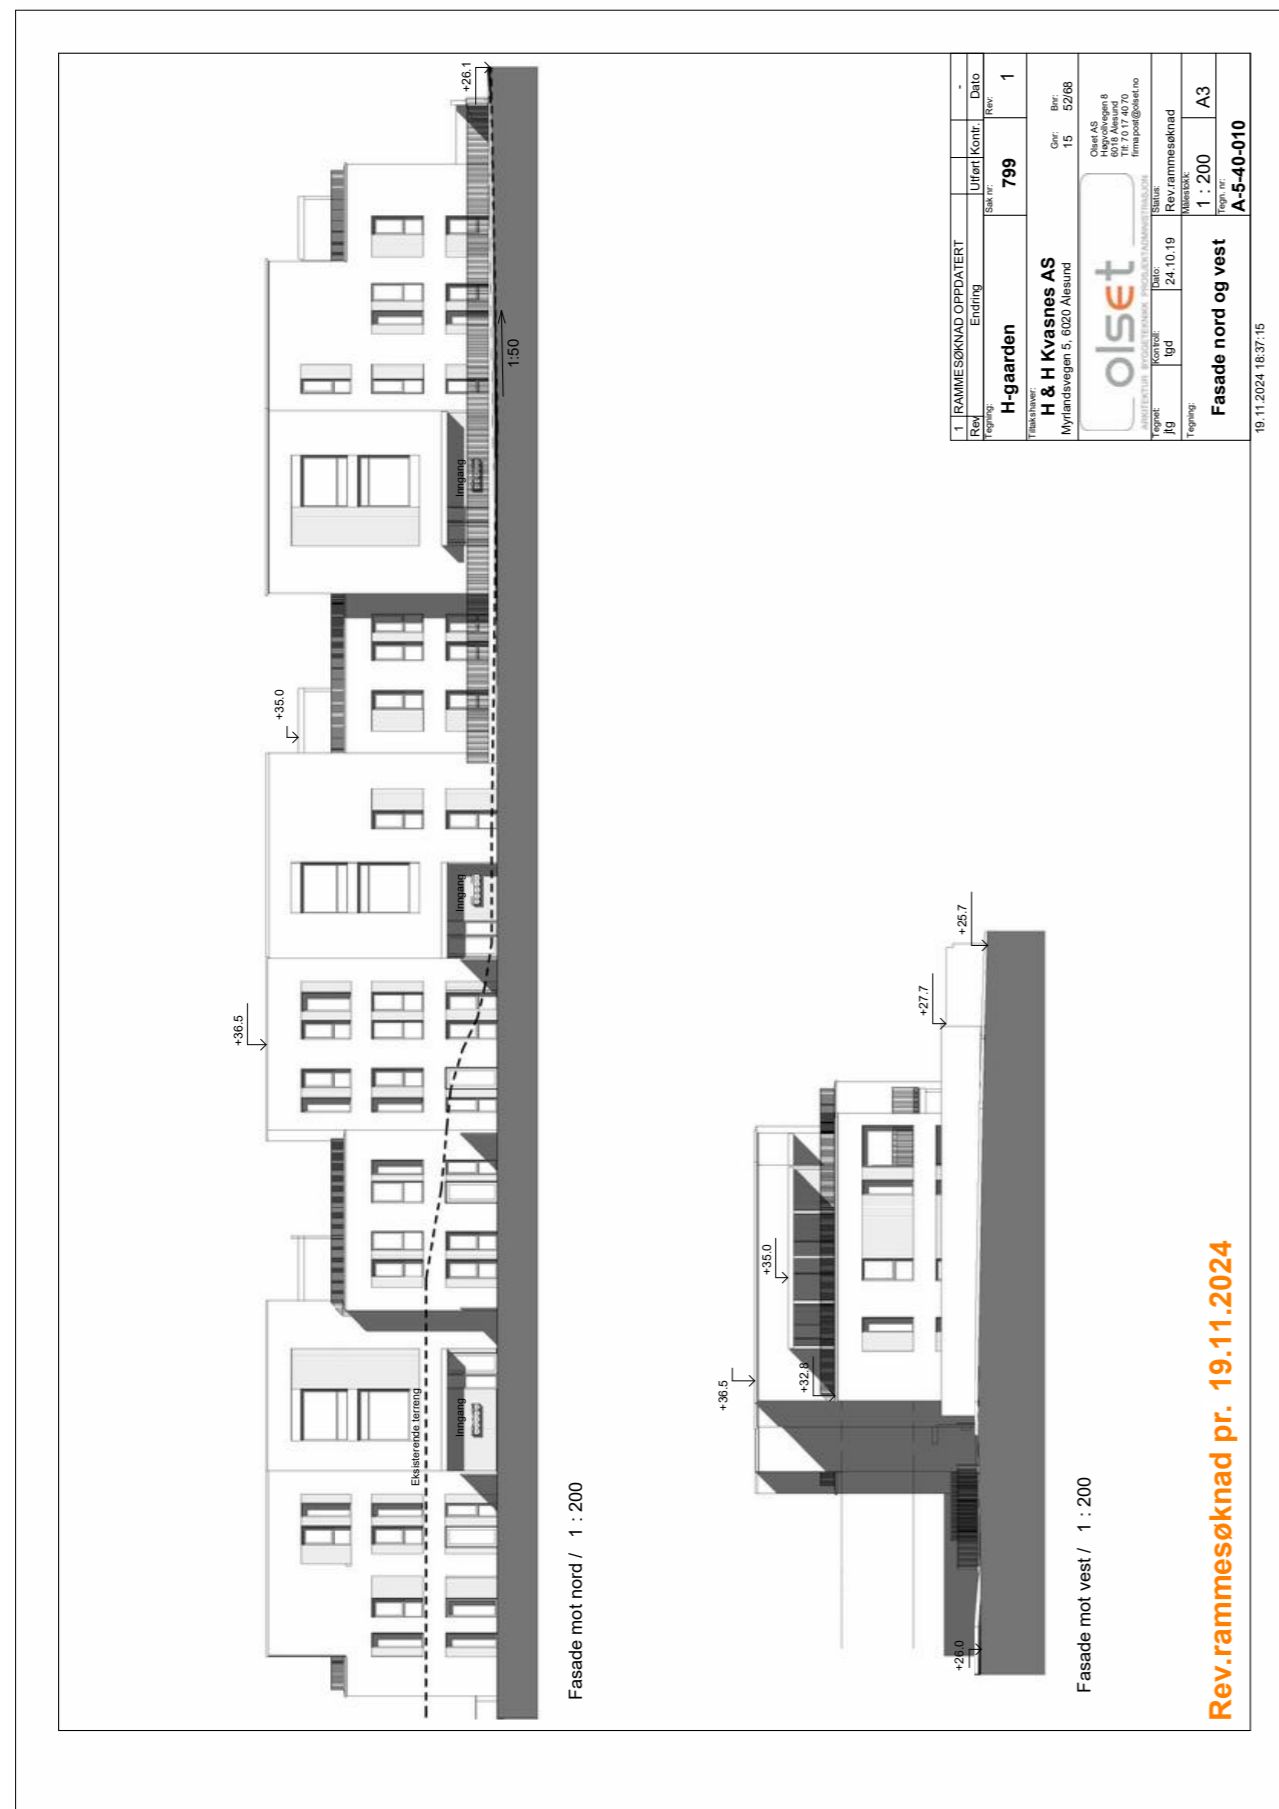 +36.5
+35.0
+26.1
Eksisterende terreng
Inngang
Inngang
Inngang
1:50
Fasade mot nord / 1 : 200
+36.5
+35.0
+32.8
+27.7
+25.7
+26.0
Fasade mot vest / 1 : 200
1 RAMMESØKNAD OPPDATERT -
Rev Endring Utført Kontr. Dato
Tegning: Sak nr: Rev:
H-gaarden 799 1
Tiltakshaver:
H & H Kvasnes AS
Myrlandsvegen 5, 6020 Ålesund
Gnr: Bnr:
15 52/68
olset
ARKITEKTUR BYGGETEKNIKK PROSJEKTADMINISTRASJON
Olset AS
Høgvollvegen 8
6018 Ålesund
Tlf: 70 17 40 70
firmapost@olset.no
Tegnet: Kontroll: Dato: Status:
jtg tgd 24.10.19 Rev.rammesøknad
Tegning: Målestokk:
Fasade nord og vest 1 : 200 A3
Tegn. nr:
A-5-40-010
19.11.2024 18:37:15
Rev.rammesøknad pr. 19.11.2024